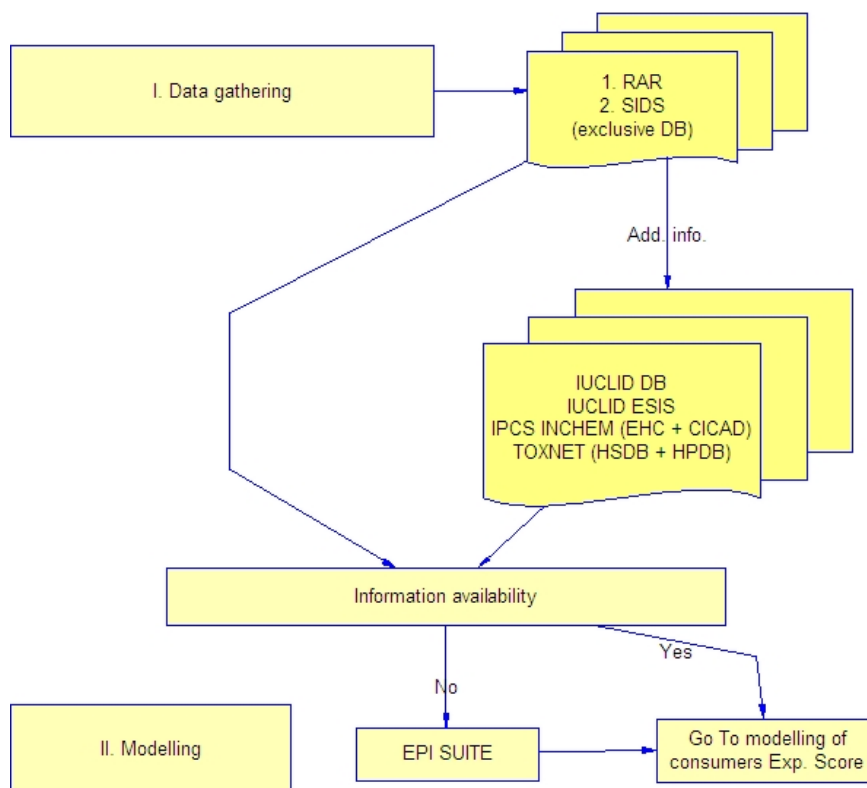 I. Data gathering
1. RAR
2. SIDS
(exclusive DB)
Add. info.
IUCLID DB
IUCLID ESIS
IPCS INCHEM (EHC + CICAD)
TOXNET (HSDB + HPDB)
Information availability
Yes
No
II. Modelling
EPI SUITE
Go To modelling of
consumers Exp. Score